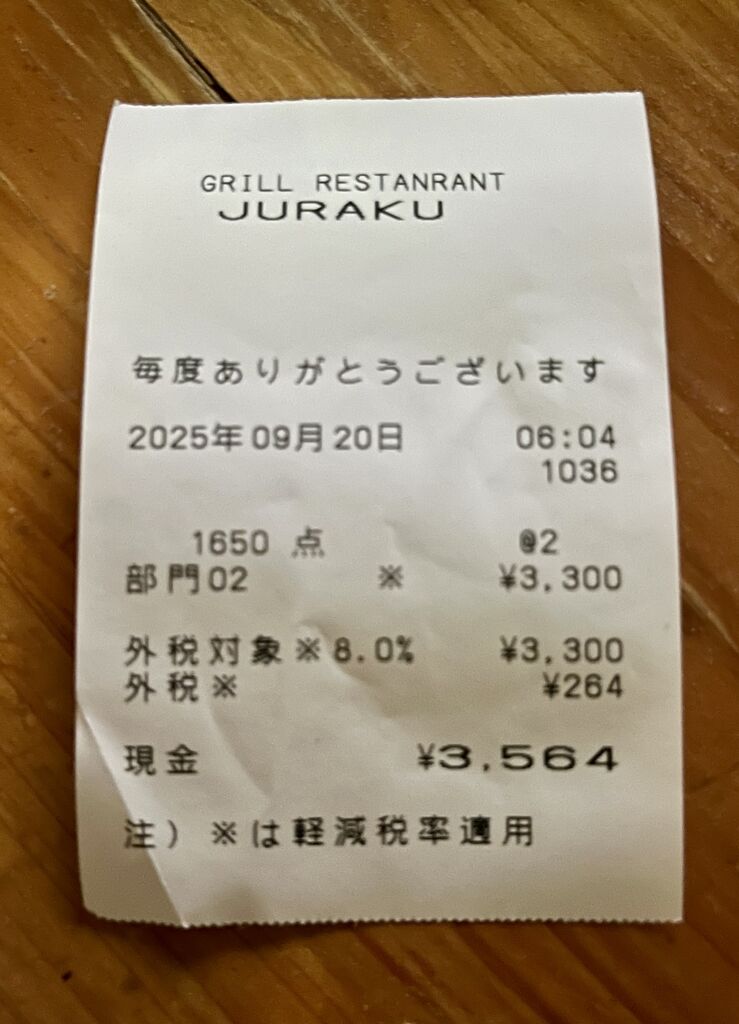 GRILL RESTANRANT
JURAKU
毎度ありがとうございます
2025年09月20日 06:04
1036
1650 点 @2
部門02 ※ ¥3,300
外税対象※8.0% ¥3,300
外税※ ¥264
現金 ¥3,564
注) ※は軽減税率適用